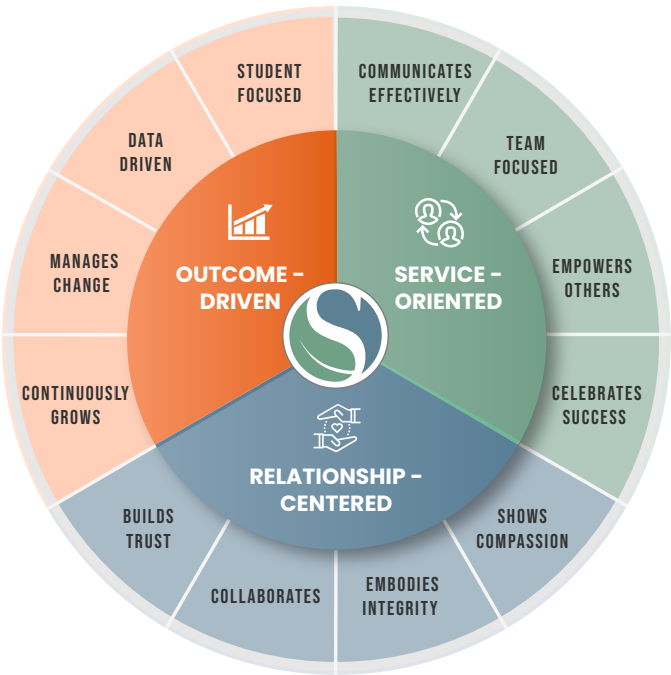 STUDENT
FOCUSED
COMMUNICATES
EFFECTIVELY
DATA
DRIVEN
TEAM
FOCUSED
MANAGES
CHANGE
OUTCOME -
DRIVEN
SERVICE -
ORIENTED
EMPOWERS
OTHERS
CONTINUOUSLY
GROWS
CELEBRATES
SUCCESS
RELATIONSHIP -
CENTERED
BUILDS
TRUST
SHOWS
COMPASSION
COLLABORATES
EMBODIES
INTEGRITY